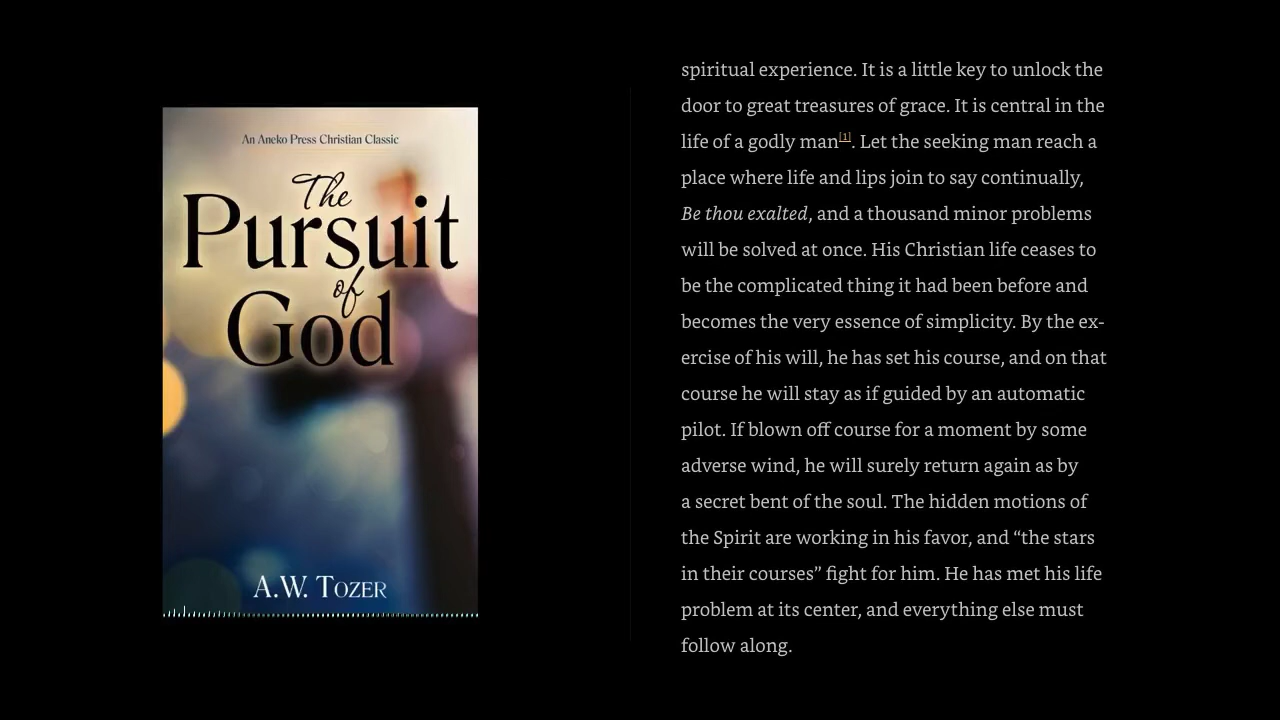 An Aneko Press Christian Classic
The
Pursuit
of
God
A.W. Tozer
spiritual experience. It is a little key to unlock the
door to great treasures of grace. It is central in the
life of a godly man[1]. Let the seeking man reach a
place where life and lips join to say continually,
Be thou exalted, and a thousand minor problems
will be solved at once. His Christian life ceases to
be the complicated thing it had been before and
becomes the very essence of simplicity. By the ex-
ercise of his will, he has set his course, and on that
course he will stay as if guided by an automatic
pilot. If blown off course for a moment by some
adverse wind, he will surely return again as by
a secret bent of the soul. The hidden motions of
the Spirit are working in his favor, and “the stars
in their courses” fight for him. He has met his life
problem at its center, and everything else must
follow along.